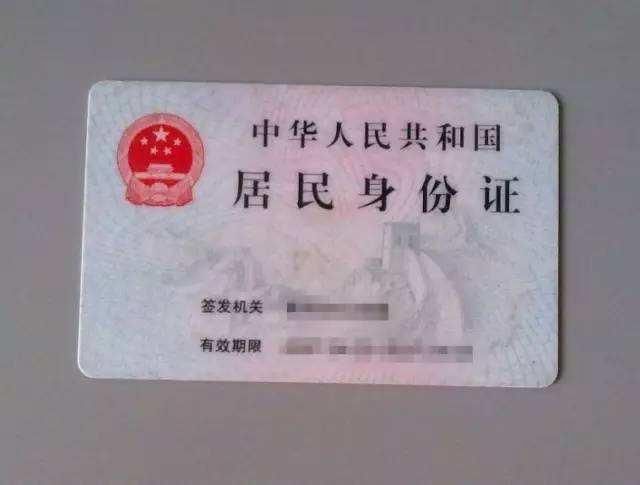 中华人民共和国
居民身份证
签发机关
有效期限